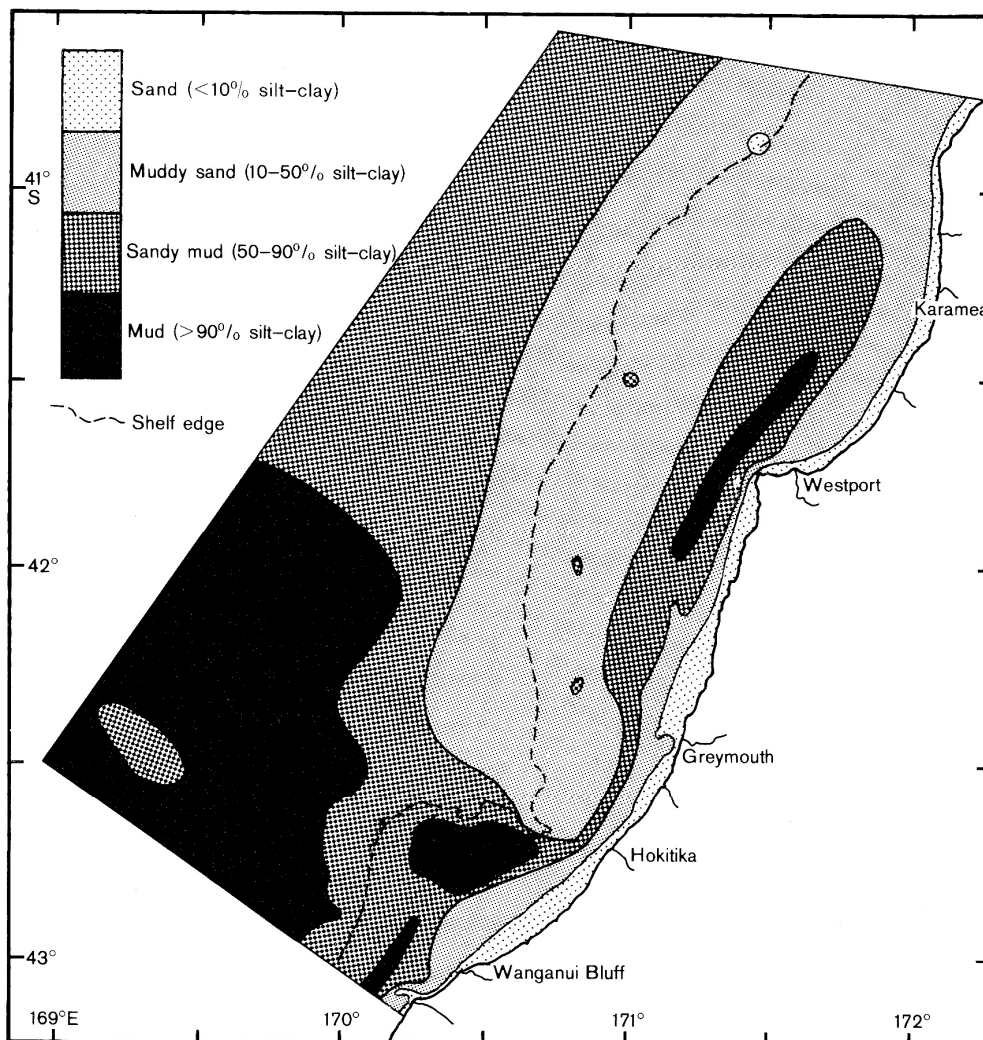 Sand (<10% silt-clay)
Muddy sand (10-50% silt-clay)
41°
S
Sandy mud (50-90% silt-clay)
Karamea
Mud (>90% silt-clay)
Shelf edge
Westport
42°
Greymouth
Hokitika
43°
Wanganui Bluff
169°E
170°
171°
172°